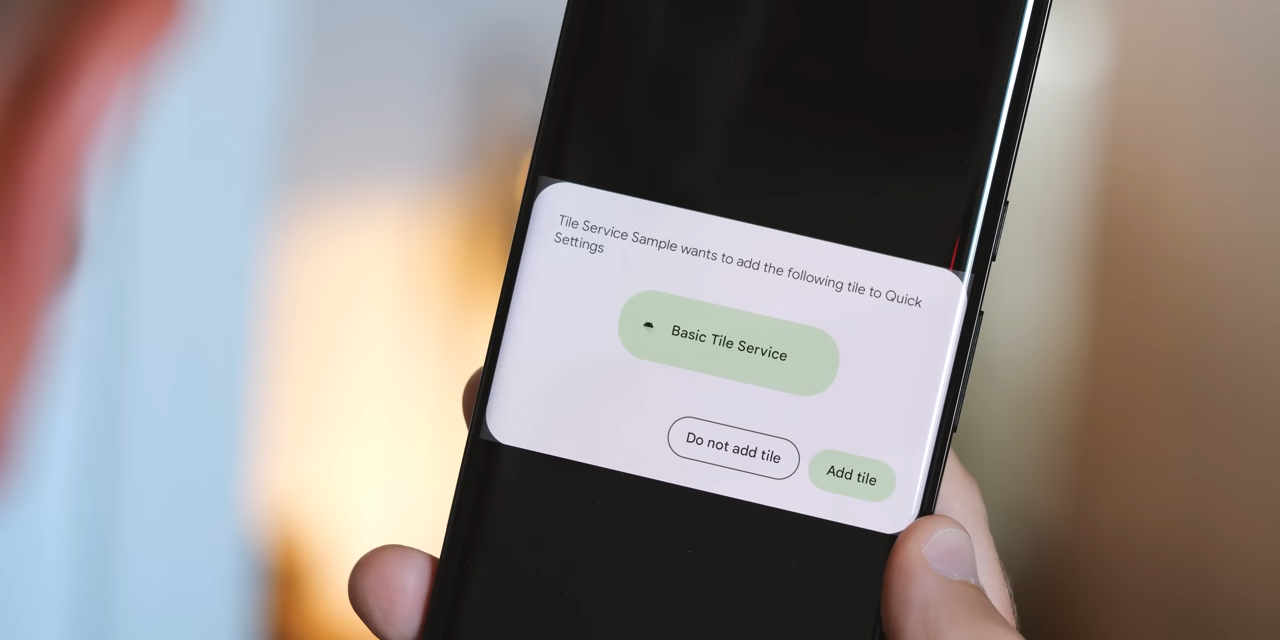 Tile Service Sample wants to add the following tile to Quick
Settings
Basic Tile Service
Do not add tile
Add tile